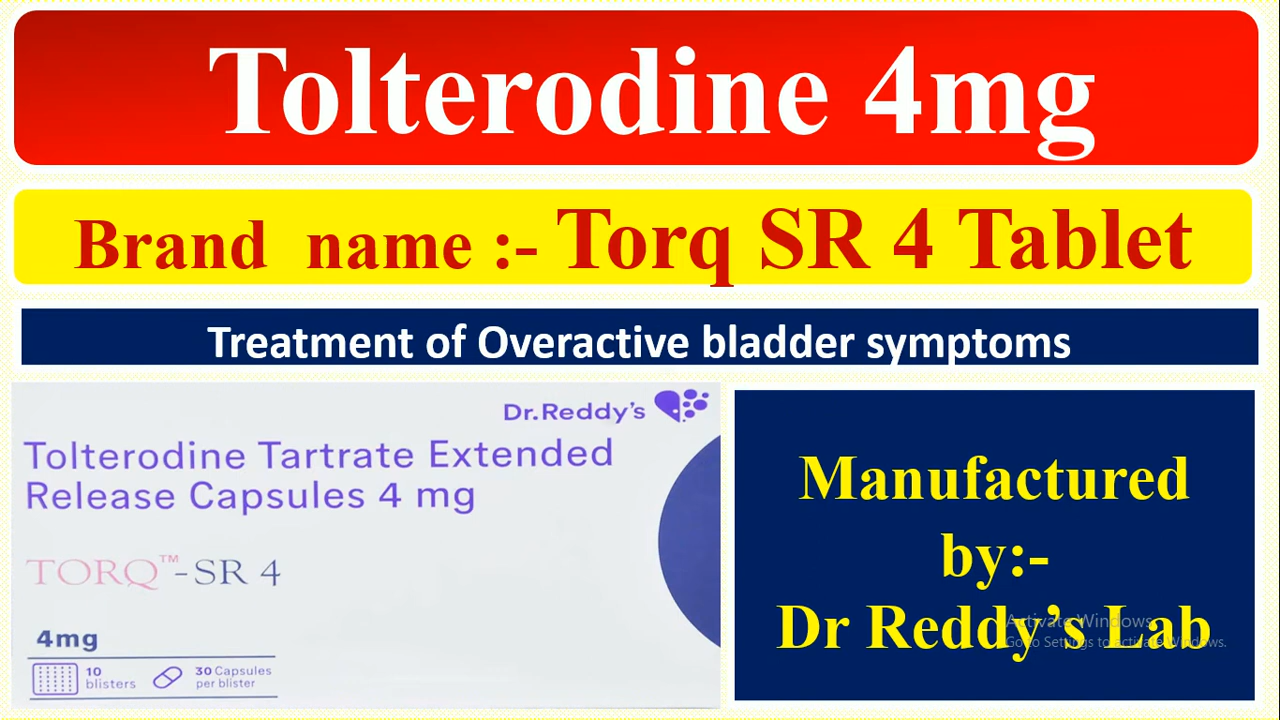 Tolterodine 4mg
Brand name :- Torq SR 4 Tablet
Treatment of Overactive bladder symptoms
Dr.Reddy's
Tolterodine Tartrate Extended
Release Capsules 4 mg
TORQ™-SR 4
4mg
10
blisters
30 Capsules
per blister
Manufactured
by:-
Dr Reddy's Lab
Activate Windows
Go to Settings to activate Windows.